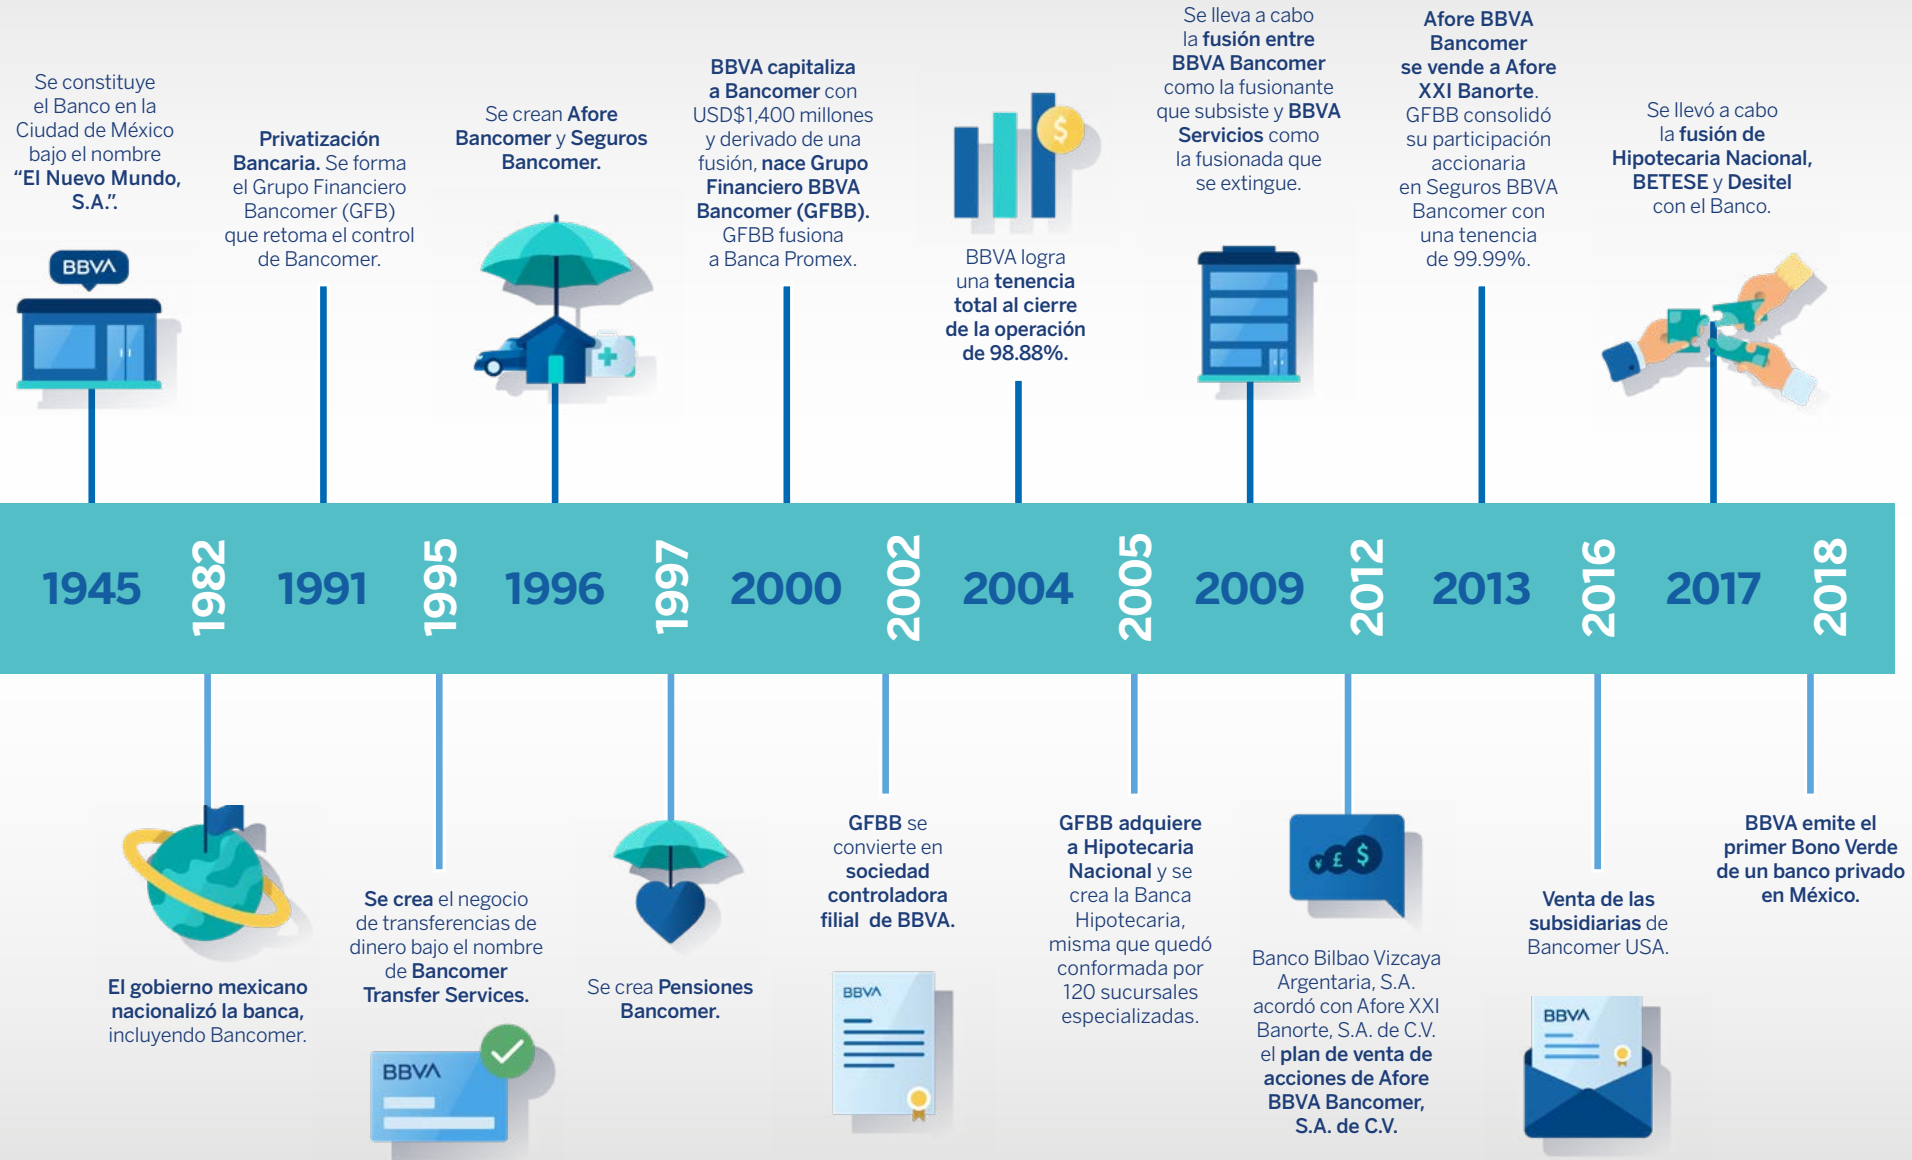 Se constituye
el Banco en la
Ciudad de México
bajo el nombre
“El Nuevo Mundo,
S.A.”.
BBVA
Privatización
Bancaria. Se forma
el Grupo Financiero
Bancomer (GFB)
que retoma el control
de Bancomer.
Se crean Afore
Bancomer y Seguros
Bancomer.
BBVA capitaliza
a Bancomer con
USD$1,400 millones
y derivado de una
fusión, nace Grupo
Financiero BBVA
Bancomer (GFBB).
GFBB fusiona
a Banca Promex.
$
BBVA logra
una tenencia
total al cierre
de la operación
de 98.88%.
Se lleva a cabo
la fusión entre
BBVA Bancomer
como la fusionante
que subsiste y BBVA
Servicios como
la fusionada que
se extingue.
Afore BBVA
Bancomer
se vende a Afore
XXI Banorte.
GFBB consolidó
su participación
accionaria
en Seguros BBVA
Bancomer con
una tenencia
de 99.99%.
Se llevó a cabo
la fusión de
Hipotecaria Nacional,
BETESE y Desitel
con el Banco.
1945
1982
1991
1995
1996
1997
2000
2002
2004
2005
2009
2012
2013
2016
2017
2018
El gobierno mexicano
nacionalizó la banca,
incluyendo Bancomer.
Se crea el negocio
de transferencias de
dinero bajo el nombre
de Bancomer
Transfer Services.
BBVA
Se crea Pensiones
Bancomer.
GFBB se
convierte en
sociedad
controladora
filial de BBVA.
BBVA
GFBB adquiere
a Hipotecaria
Nacional y se
crea la Banca
Hipotecaria,
misma que quedó
conformada por
120 sucursales
especializadas.
¥ £ $
Banco Bilbao Vizcaya
Argentaria, S.A.
acordó con Afore XXI
Banorte, S.A. de C.V.
el plan de venta de
acciones de Afore
BBVA Bancomer,
S.A. de C.V.
Venta de las
subsidiarias de
Bancomer USA.
BBVA
BBVA emite el
primer Bono Verde
de un banco privado
en México.